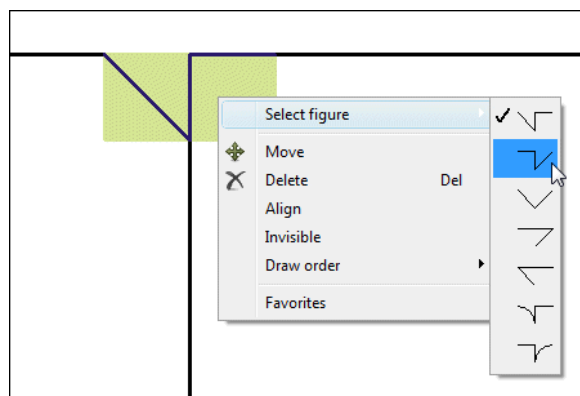 Select figure
Move
Delete Del
Align
Invisible
Draw order
Favorites